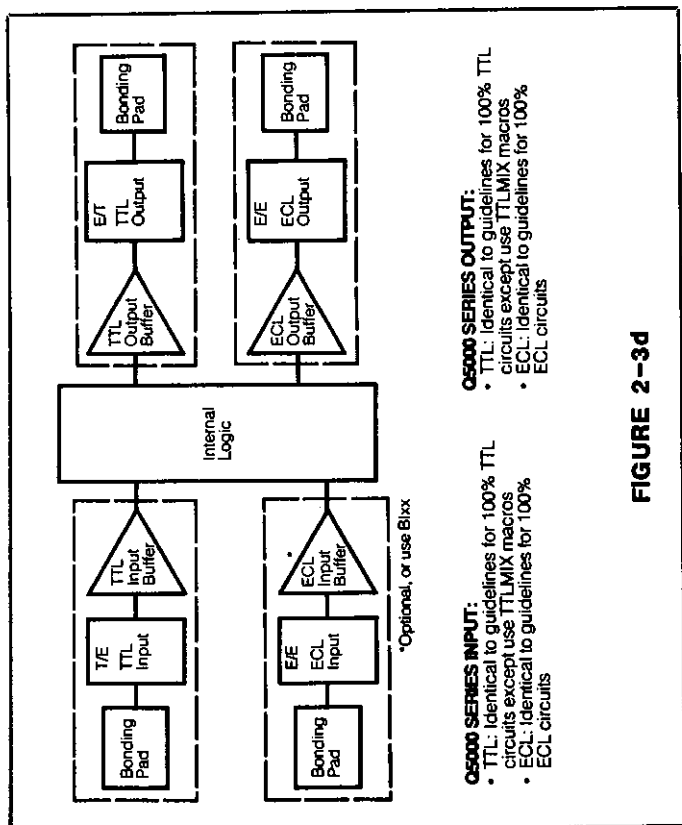 Bonding
Pad
T/E
TTL
Input
TTL
Input
Buffer
Internal
Logic
TTL
Output
Buffer
E/T
TTL
Output
Bonding
Pad
Bonding
Pad
E/E
ECL
Input
*
ECL
Input
Buffer
ECL
Output
Buffer
E/E
ECL
Output
Bonding
Pad
*Optional, or use BIxx
Q5000 SERIES INPUT:
• TTL: Identical to guidelines for 100% TTL
circuits except use TTLMIX macros
• ECL: Identical to guidelines for 100%
ECL circuits
Q5000 SERIES OUTPUT:
• TTL: Identical to guidelines for 100% TTL
circuits except use TTLMIX macros
• ECL: Identical to guidelines for 100%
ECL circuits
FIGURE 2-3d